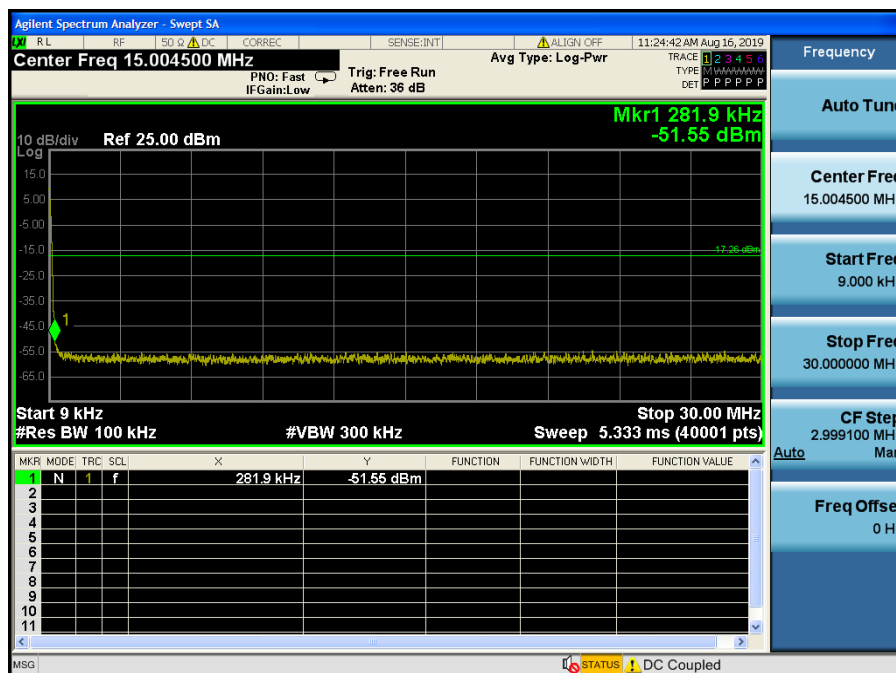 Agilent Spectrum Analyzer - Swept SA
LXI RL RF 50 Ω DC CORREC SENSE:INT ALIGN OFF 11:24:42 AM Aug 16, 2019
Center Freq 15.004500 MHz
PNO: Fast
IFGain:Low
Trig: Free Run
Atten: 36 dB
Avg Type: Log-Pwr
TRACE 1 2 3 4 5 6
TYPE MWWWWW
DET P P P P P P
Mkr1 281.9 kHz
-51.55 dBm
10 dB/div Ref 25.00 dBm
Log
15.0
5.00
-5.00
-15.0
-17.26 dBm
-25.0
-35.0
-45.0
1
-55.0
-65.0
Start 9 kHz Stop 30.00 MHz
#Res BW 100 kHz #VBW 300 kHz Sweep 5.333 ms (40001 pts)
MKR MODE TRC SCL X Y FUNCTION FUNCTION WIDTH FUNCTION VALUE
1 N 1 f 281.9 kHz -51.55 dBm
2
3
4
5
6
7
8
9
10
11
MSG STATUS DC Coupled
Frequency
Auto Tun
Center Fre
15.004500 MH
Start Fre
9.000 kH
Stop Fre
30.000000 MH
CF Step
2.999100 MH
Auto Ma
Freq Offse
0 H